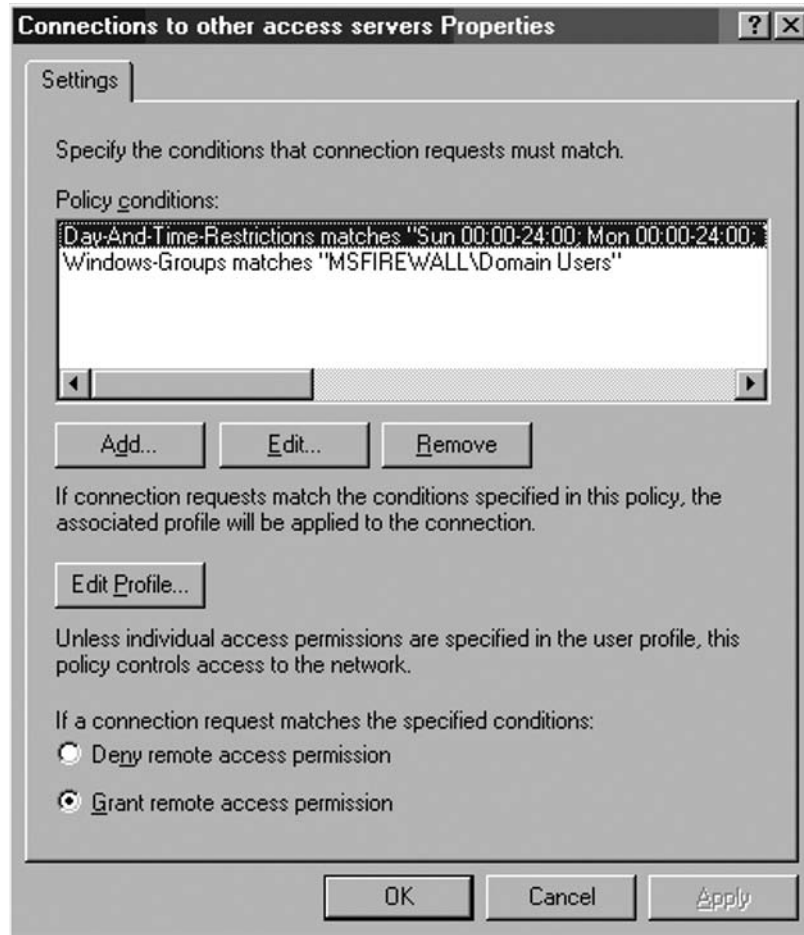 Connections to other access servers Properties
Settings
Specify the conditions that connection requests must match.
Policy conditions:
Day-And-Time-Restrictions matches "Sun 00:00-24:00; Mon 00:00-24:00;
Windows-Groups matches "MSFIREWALL\Domain Users"
Add... Edit... Remove
If connection requests match the conditions specified in this policy, the
associated profile will be applied to the connection.
Edit Profile...
Unless individual access permissions are specified in the user profile, this
policy controls access to the network.
If a connection request matches the specified conditions:
Deny remote access permission
Grant remote access permission
OK Cancel Apply